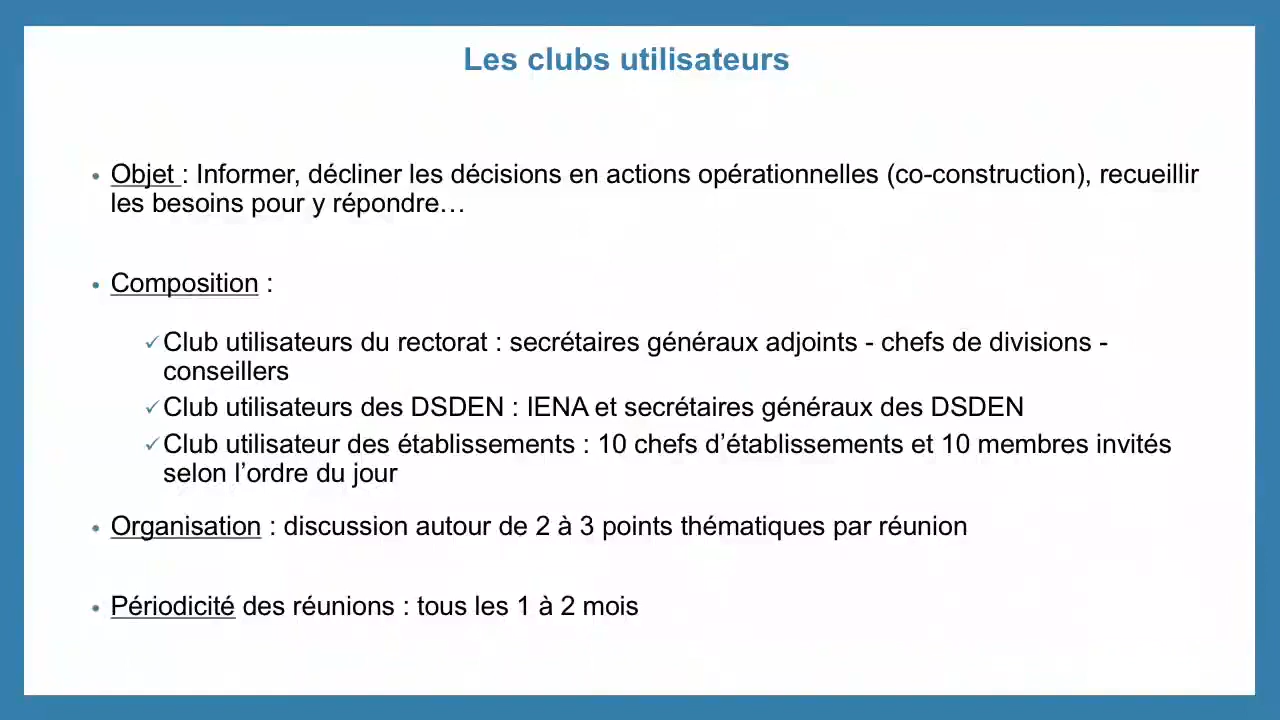 Les clubs utilisateurs
• Objet : Informer, décliner les décisions en actions opérationnelles (co-construction), recueillir
les besoins pour y répondre…
• Composition :
✓Club utilisateurs du rectorat : secrétaires généraux adjoints - chefs de divisions -
conseillers
✓Club utilisateurs des DSDEN : IENA et secrétaires généraux des DSDEN
✓Club utilisateur des établissements : 10 chefs d’établissements et 10 membres invités
selon l’ordre du jour
• Organisation : discussion autour de 2 à 3 points thématiques par réunion
• Périodicité des réunions : tous les 1 à 2 mois